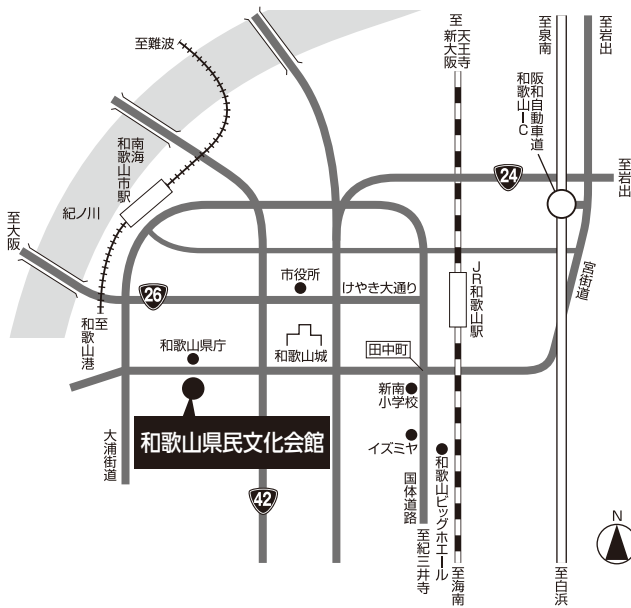 至難波
至天王寺
新大阪
至泉南
至岩出
阪和自動車道
和歌山IC
南海
和歌山市駅
紀ノ川
24
至岩出
至大阪
26
市役所
けやき大通り
JR和歌山駅
宮街道
至和歌山港
和歌山県庁
和歌山城
田中町
新南
小学校
和歌山県民文化会館
大浦街道
イズミヤ
和歌山ビッグホエール
国体道路
42
至紀三井寺
至海南
至白浜
N